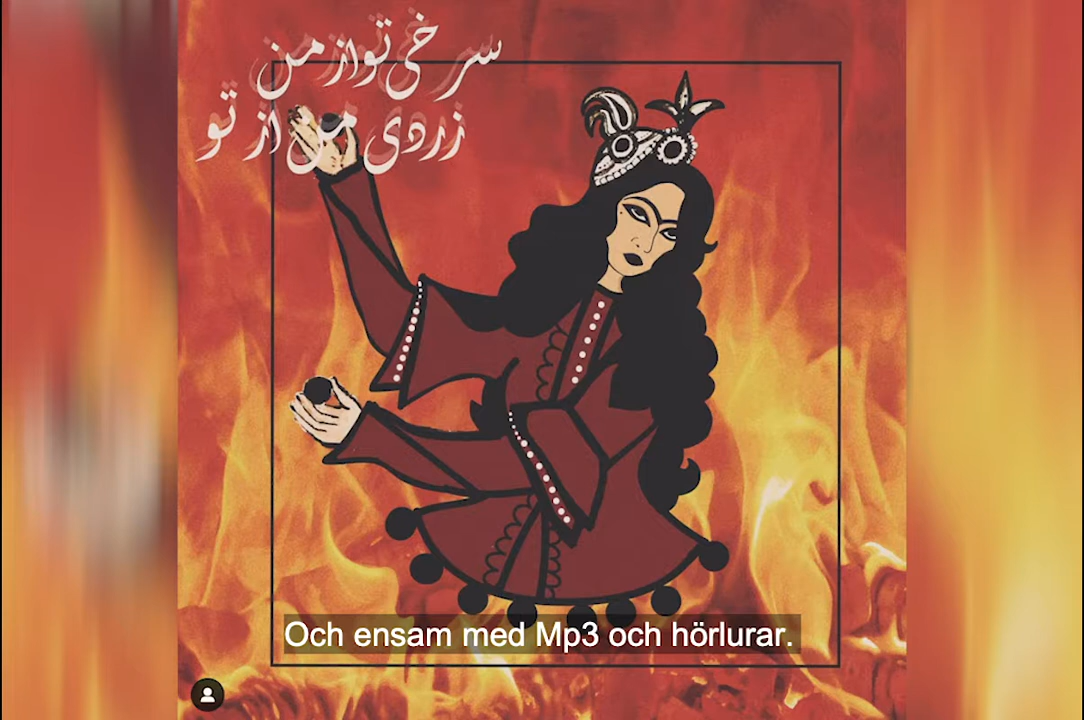 سرخی تو از من
زردی من از تو
Och ensam med Mp3 och hörlurar.